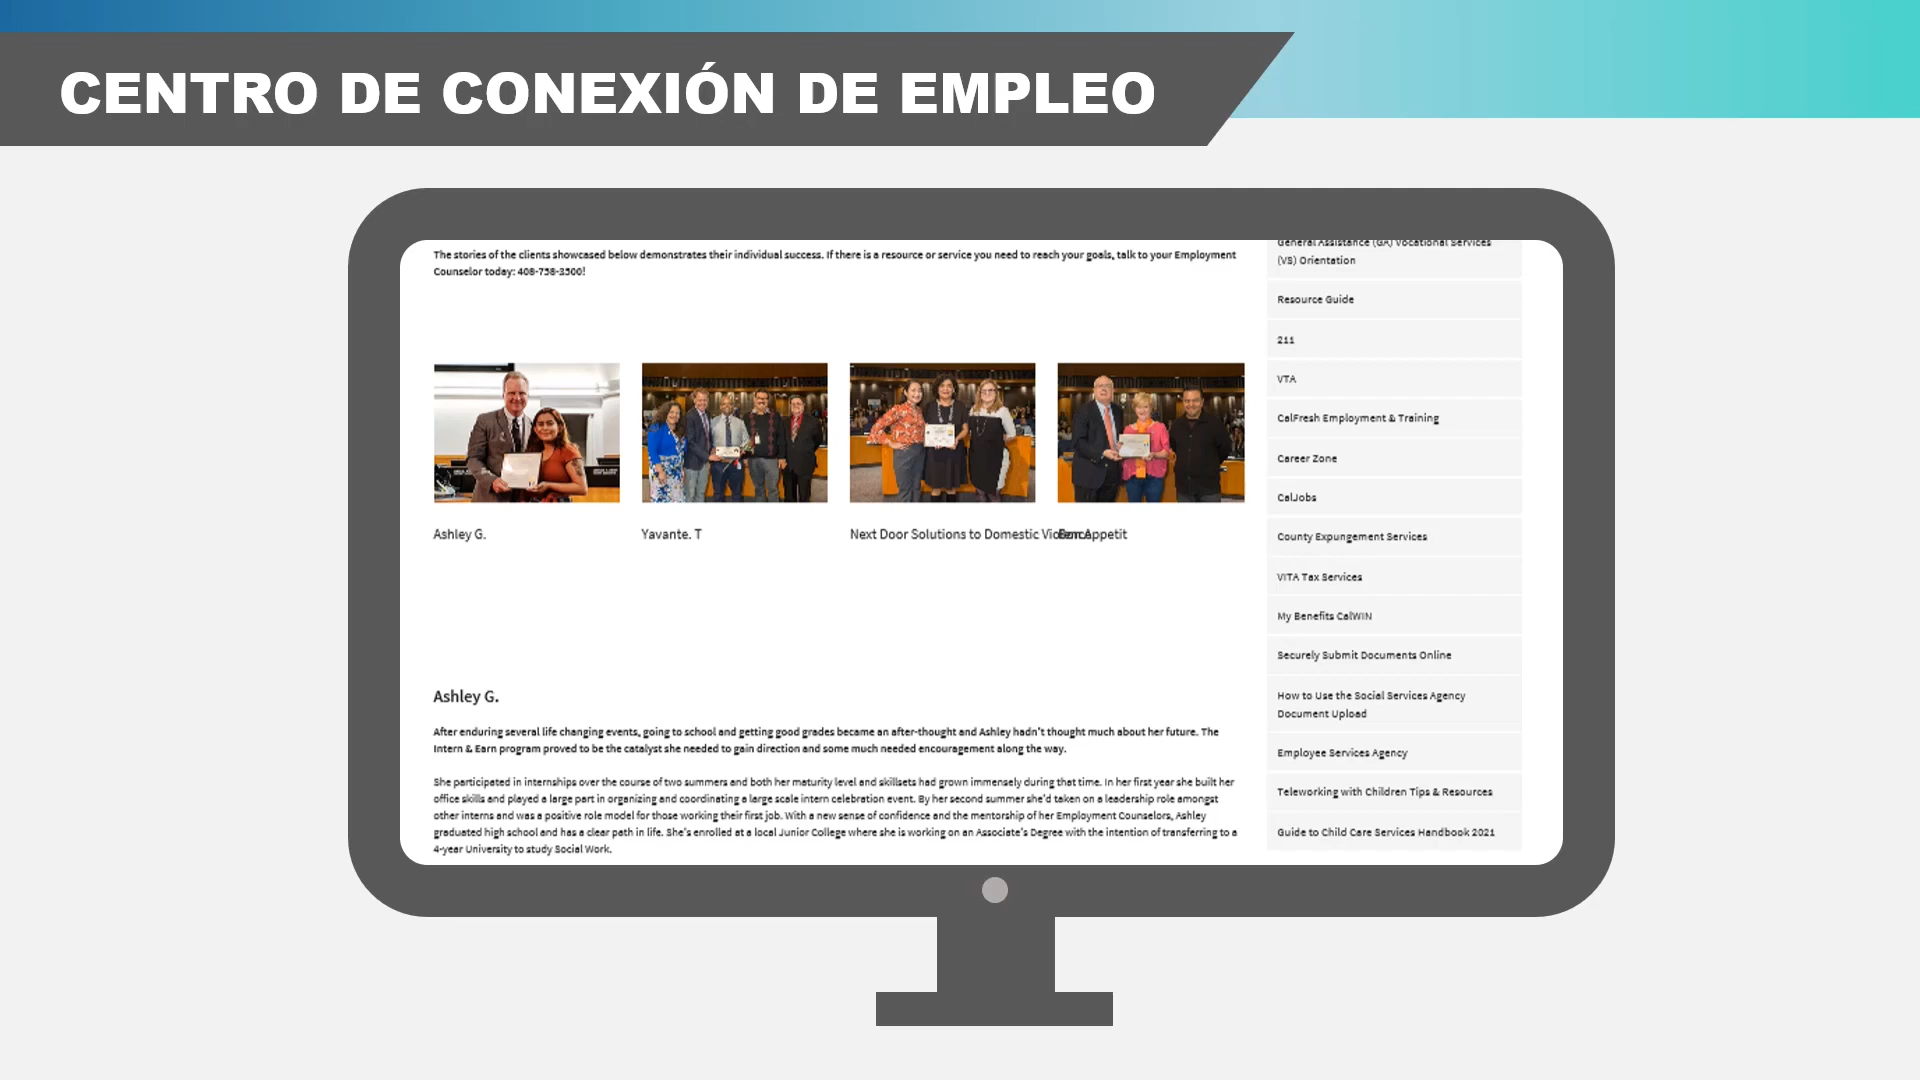 CENTRO DE CONEXIÓN DE EMPLEO
The stories of the clients showcased below demonstrates their individual success. If there is a resource or service you need to reach your goals, talk to your Employment
Counselor today: 408-758-3500!
Ashley G.
Yavante. T
Next Door Solutions to Domestic Violence
Bon Appetit
Ashley G.
After enduring several life changing events, going to school and getting good grades became an after-thought and Ashley hadn't thought much about her future. The
Intern & Earn program proved to be the catalyst she needed to gain direction and some much needed encouragement along the way.
She participated in internships over the course of two summers and both her maturity level and skillsets had grown immensely during that time. In her first year she built her
office skills and played a large part in organizing and coordinating a large scale intern celebration event. By her second summer she'd taken on a leadership role amongst
other interns and was a positive role model for those working their first job. With a new sense of confidence and the mentorship of her Employment Counselors, Ashley
graduated high school and has a clear path in life. She's enrolled at a local Junior College where she is working on an Associate's Degree with the intention of transferring to a
4-year University to study Social Work.
General Assistance (GA) Vocational Services
(VS) Orientation
Resource Guide
211
VTA
CalFresh Employment & Training
Career Zone
CalJobs
County Expungement Services
VITA Tax Services
My Benefits CalWIN
Securely Submit Documents Online
How to Use the Social Services Agency
Document Upload
Employee Services Agency
Teleworking with Children Tips & Resources
Guide to Child Care Services Handbook 2021